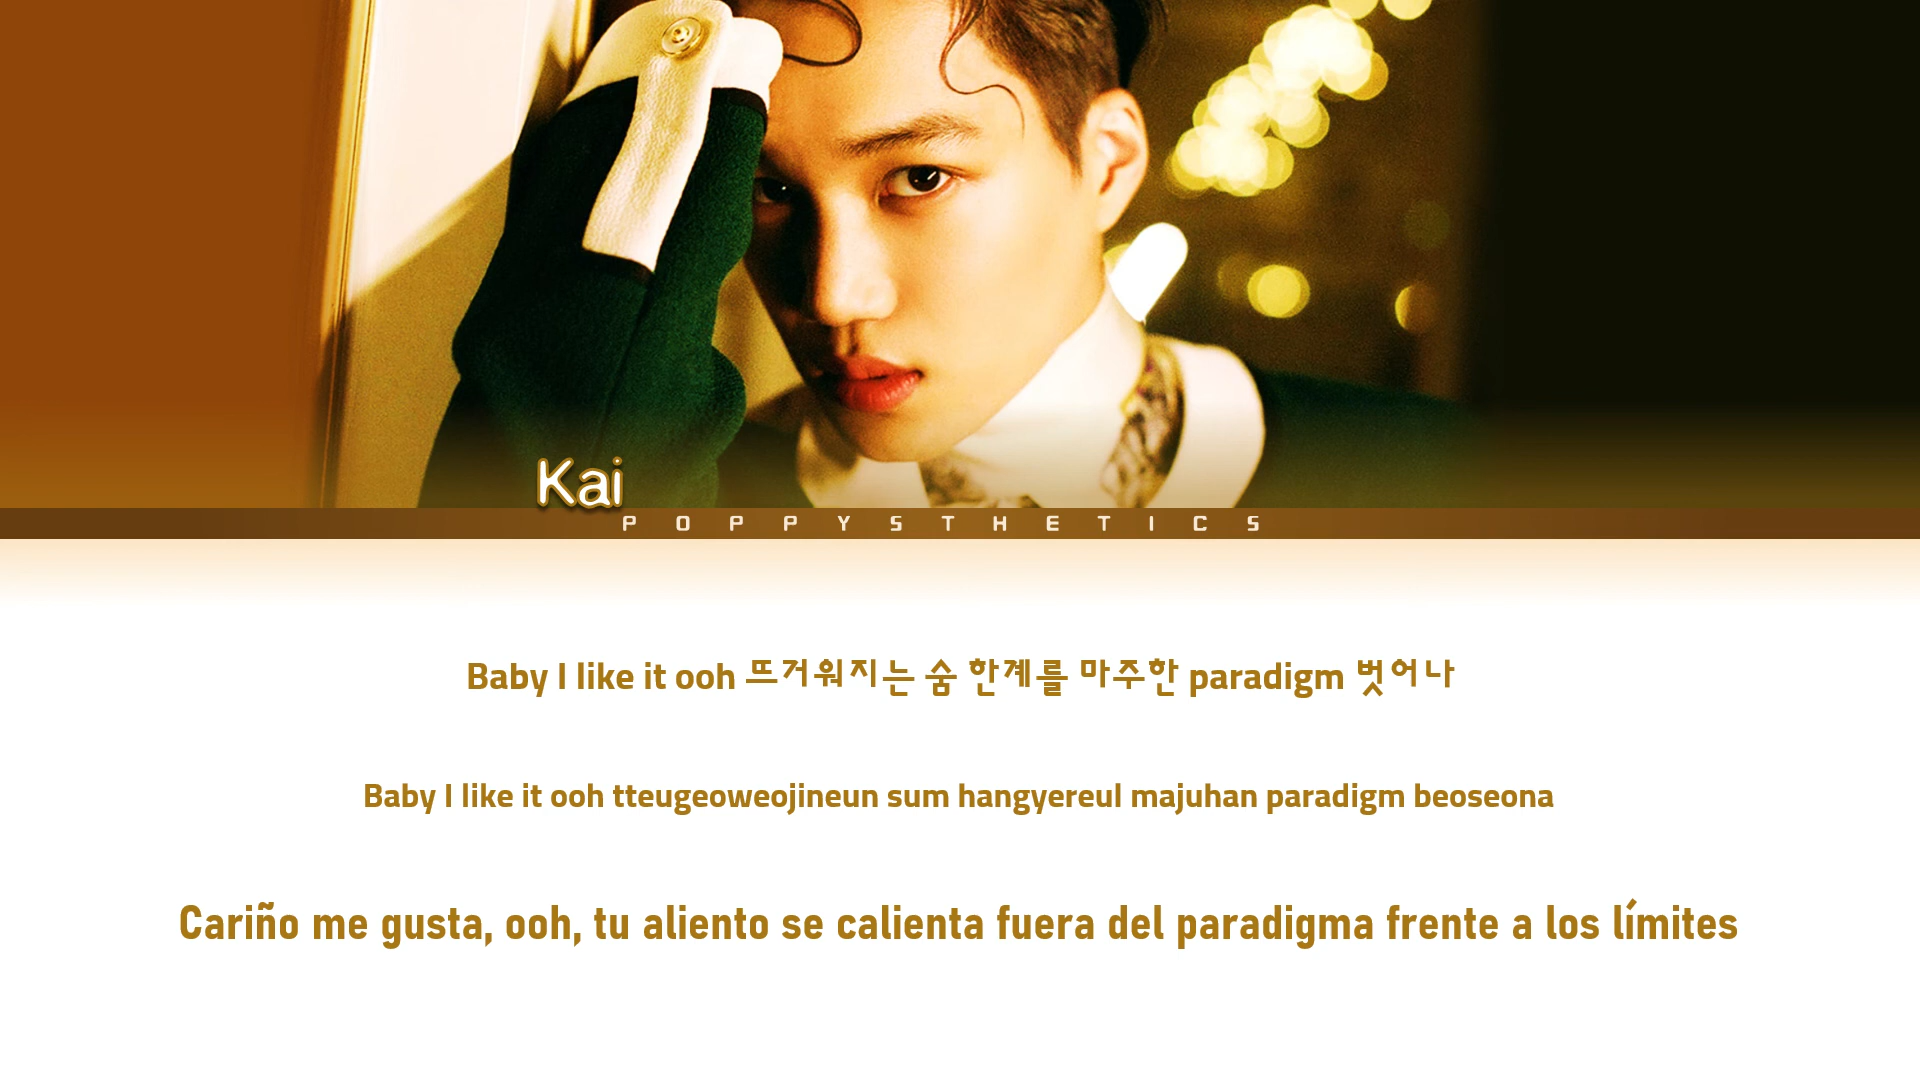 Kai
POPPYSTHETICS
Baby I like it ooh 뜨거워지는 숨 한계를 마주한 paradigm 벗어나
Baby I like it ooh tteugeoweojineun sum hangyereul majuhan paradigm beoseona
Cariño me gusta, ooh, tu aliento se calienta fuera del paradigma frente a los límites